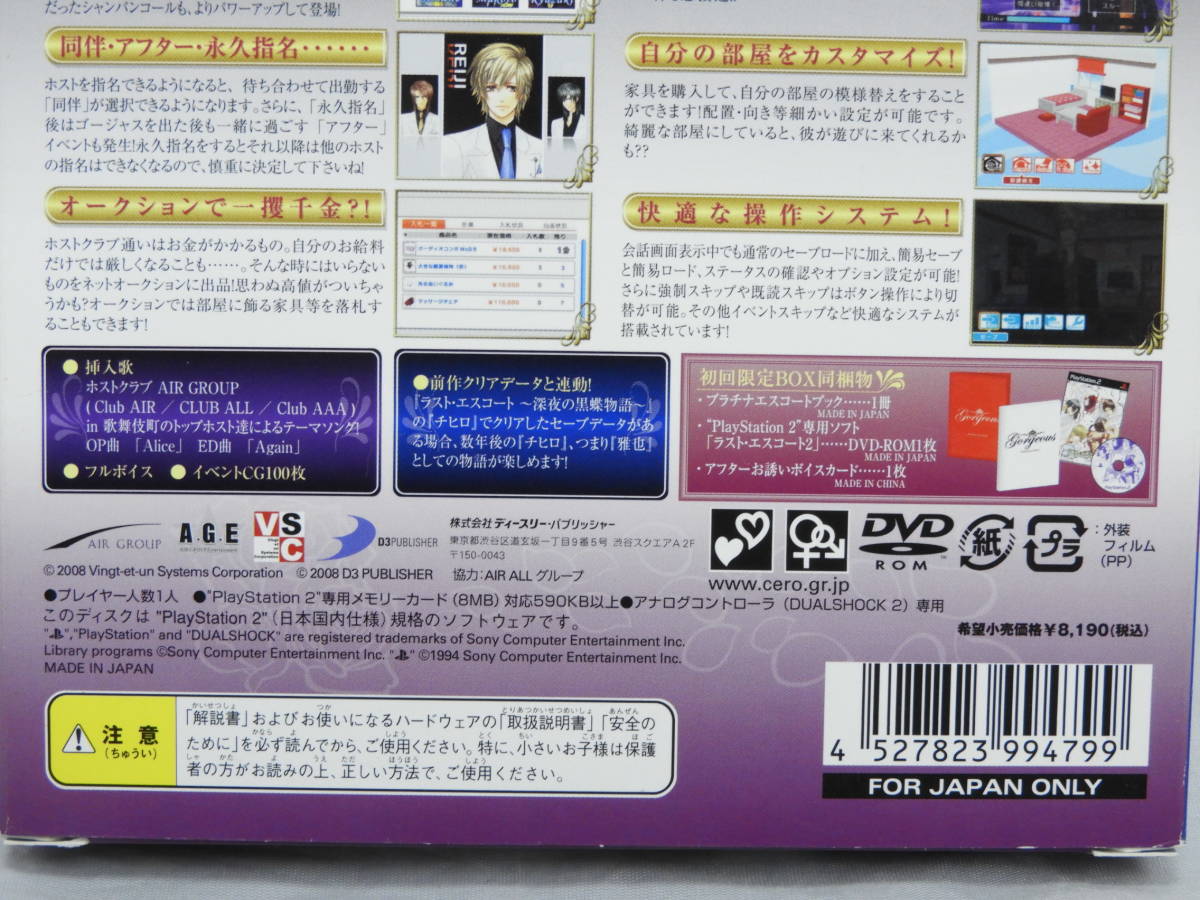 だったシャンパンコールも、よりパワーアップして登場!
同伴・アフター・永久指名‥‥‥
ホストを指名できるようになると、待ち合わせて出勤する
「同伴」が選択できるようになります。さらに、「永久指名」
後はゴージャスを出た後も一緒に過ごす「アフター」
イベントも発生!永久指名をするとそれ以降は他のホスト
の指名はできなくなるので、慎重に決定して下さいね!
REIJI
オークションで一攫千金?!
ホストクラブ通いはお金がかかるもの。自分のお給料
だけでは厳しくなることも‥‥‥。そんな時にはいらない
ものをネットオークションに出品!思わぬ高値がついちゃ
うかも?オークションでは部屋に飾る家具等を落札す
ることもできます!
自分の部屋をカスタマイズ!
家具を購入して、自分の部屋の模様替えをすること
ができます!配置・向き等細かい設定が可能です。
綺麗な部屋にしていると、彼が遊びに来てくれるか
も??
快適な操作システム!
会話画面表示中でも通常のセーブロードに加え、簡易セーブ
と簡易ロード、ステータスの確認やオプション設定が可能!
さらに強制スキップや既読スキップはボタン操作により切
替が可能。その他イベントスキップなど快適なシステムが
搭載されています!
●挿入歌
ホストクラブ AIR GROUP
( Club AIR / CLUB ALL / Club AAA )
in 歌舞伎町のトップホスト達によるテーマソング!
OP曲 「Alice」 ED曲 「Again」
●フルボイス ●イベントCG100枚
●前作クリアデータと連動!
『ラスト・エスコート ～深夜の黒蝶物語～』
の『チヒロ』でクリアしたセーブデータがあ
る場合、数年後の『チヒロ』、つまり『雅也』
としての物語が楽しめます!
初回限定BOX同梱物
・プラチナエスコートブック‥‥1冊
MADE IN JAPAN
・"PlayStation 2"専用ソフト
「ラスト・エスコート2」‥‥‥DVD-ROM1枚
MADE IN JAPAN
・アフターお誘いボイスカード‥‥‥1枚
MADE IN CHINA
Gorgeous
Gorgeous
PlayStation 2
AIR GROUP
A.G.E
VSC
D3PUBLISHER
株式会社 ディースリー・パブリッシャー
東京都渋谷区道玄坂一丁目9番5号 渋谷スクエアA 2F
〒150-0043
© 2008 Vingt-et-un Systems Corporation © 2008 D3 PUBLISHER 協力:AIR ALL グループ
www.cero.gr.jp
DVD
ROM
紙
プラ
:外装
フィルム
(PP)
●プレイヤー人数1人 ●"PlayStation 2"専用メモリーカード(8MB)対応590KB以上●アナログコントローラ(DUALSHOCK 2)専用
このディスクは "PlayStation 2" (日本国内仕様) 規格のソフトウェアです。
希望小売価格¥8,190(税込)
" ","PlayStation" and "DUALSHOCK" are registered trademarks of Sony Computer Entertainment Inc.
Library programs ©Sony Computer Entertainment Inc. " " ©1994 Sony Computer Entertainment Inc.
MADE IN JAPAN
注意
(ちゅうい)
「解説書」およびお使いになるハードウェアの「取扱説明書」「安全の
ために」を必ず読んでから、ご使用ください。特に、小さいお子様は保護
者の方がお読みの上、正しい方法で、ご使用ください。
4 527823 994799
FOR JAPAN ONLY